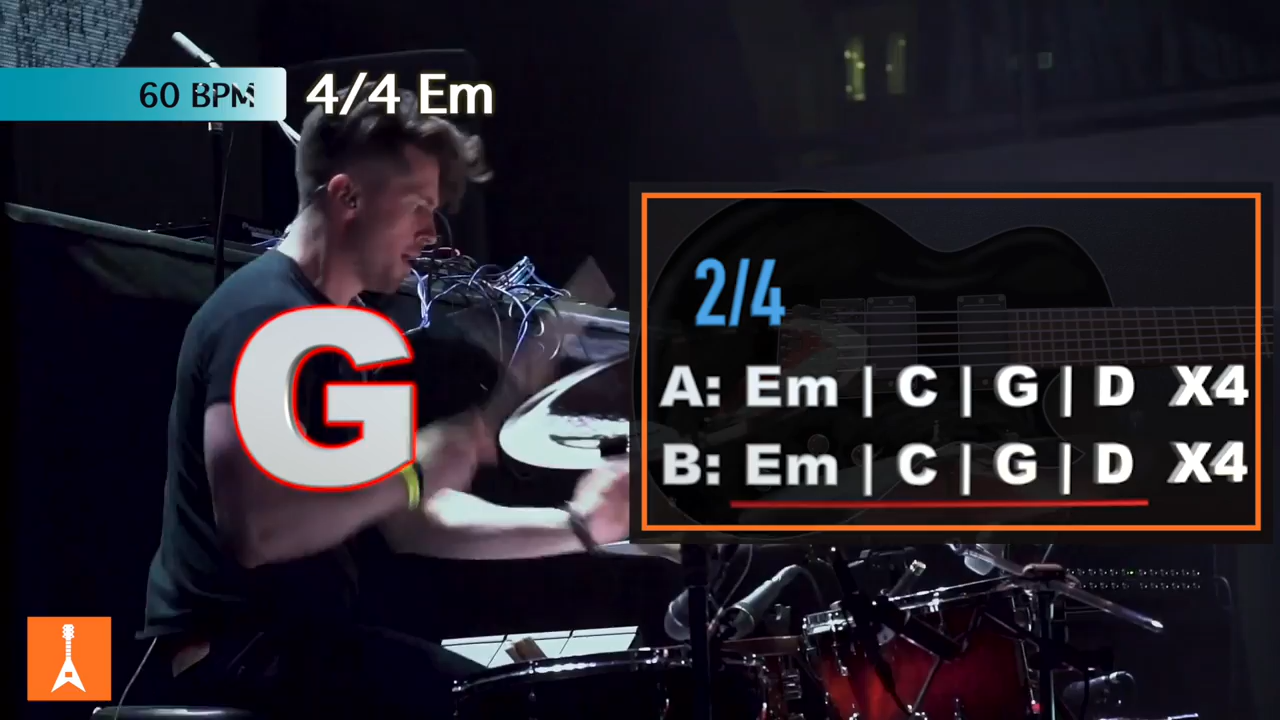 60 BPM
4/4 Em
G
2/4
A: Em | C | G | D X4
B: Em | C | G | D X4